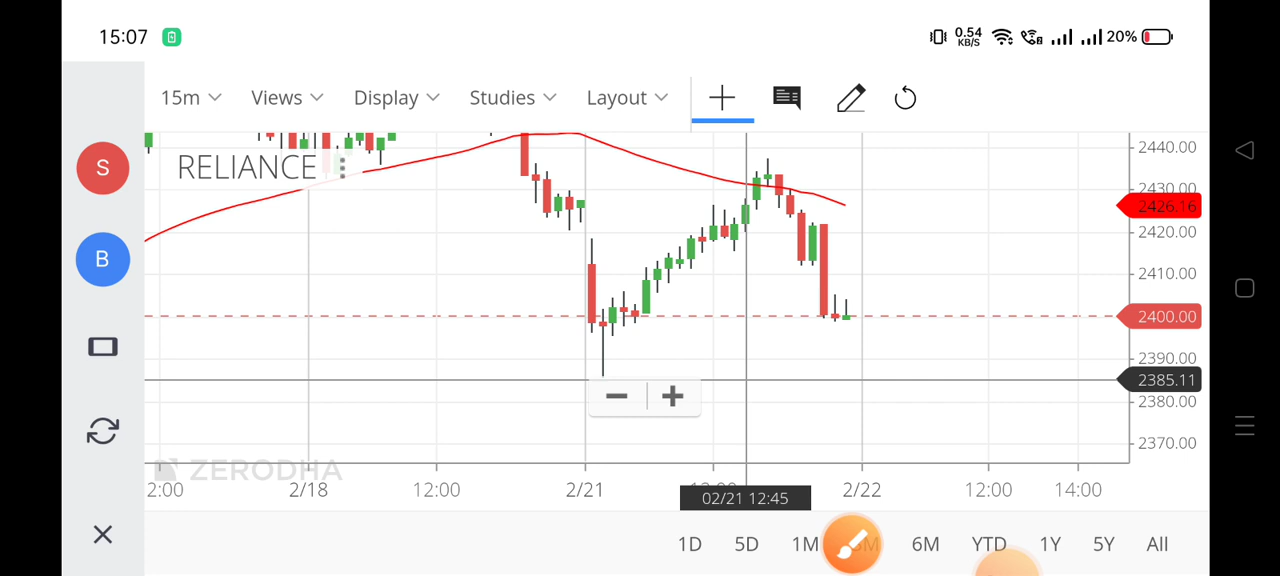 15:07 0.54 KB/S 20%
15m Views Display Studies Layout
S
B
RELIANCE
2440.00
2430.00
2426.16
2420.00
2410.00
2400.00
2390.00
2385.11
2380.00
2370.00
ZERODHA
2:00 2/18 12:00 2/21 2/22 12:00 14:00
02/21 12:45
1D 5D 1M 6M YTD 1Y 5Y All